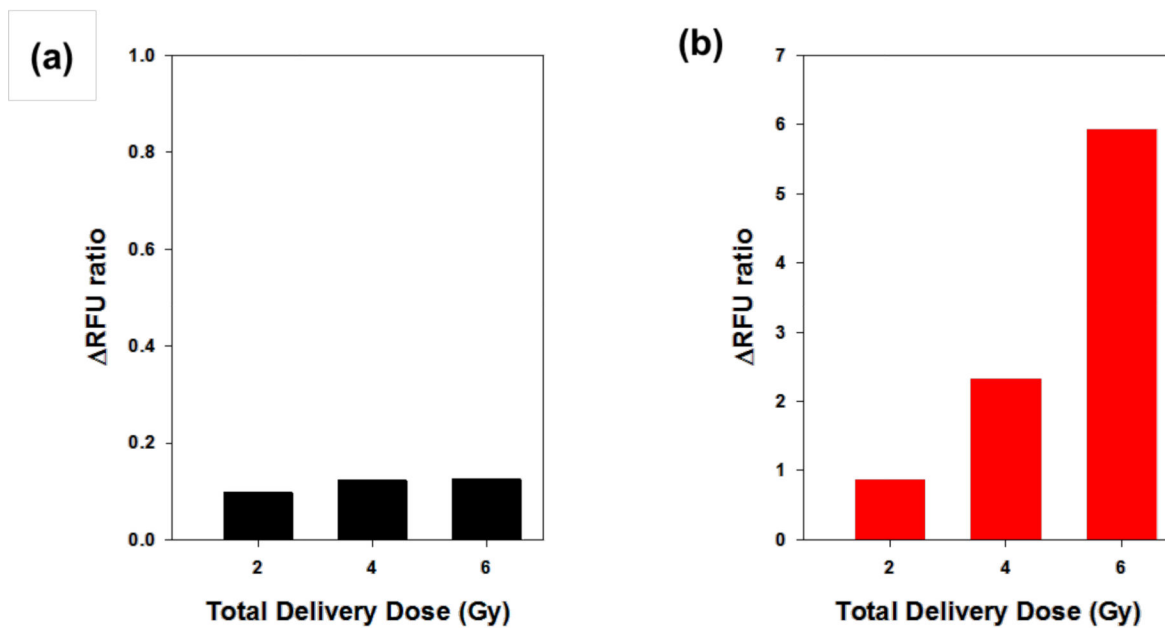 (a)
1.0
0.8
0.6
0.4
0.2
0.0
ΔRFU ratio
2 4 6
Total Delivery Dose (Gy)
(b)
7
6
5
4
3
2
1
0
ΔRFU ratio
2 4 6
Total Delivery Dose (Gy)